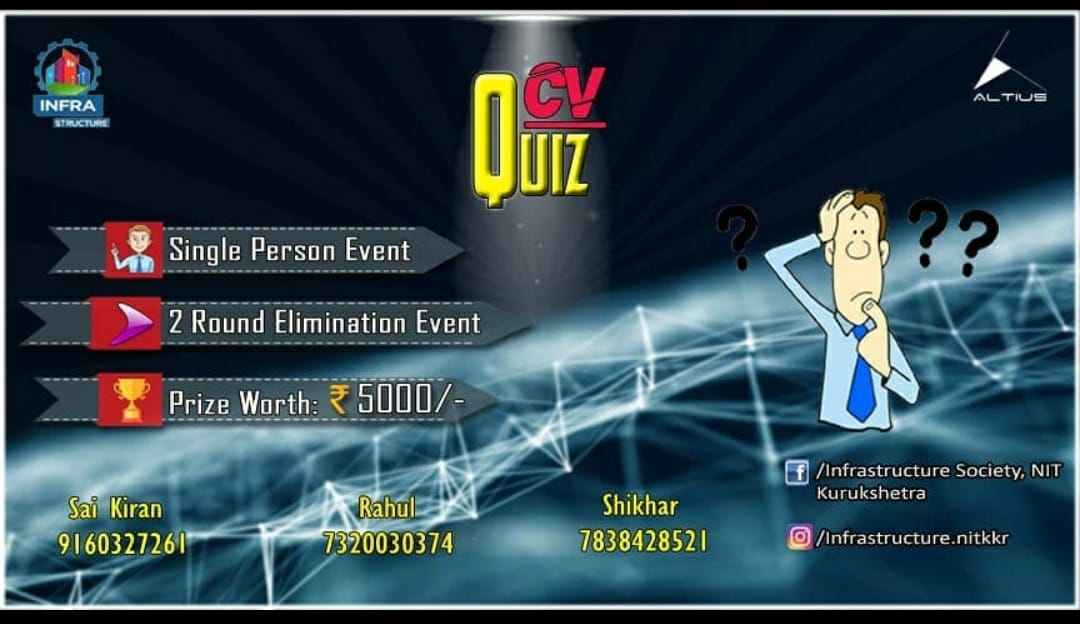 INFRA
STRUCTURE
CV
QUIZ
ALTIUS
Single Person Event
2 Round Elimination Event
Prize Worth: ₹ 5000/-
? ??
Sai Kiran
9160327261
Rahul
7320030374
Shikhar
7838428521
f /Infrastructure Society, NIT
Kurukshetra
/Infrastructure.nitkkr